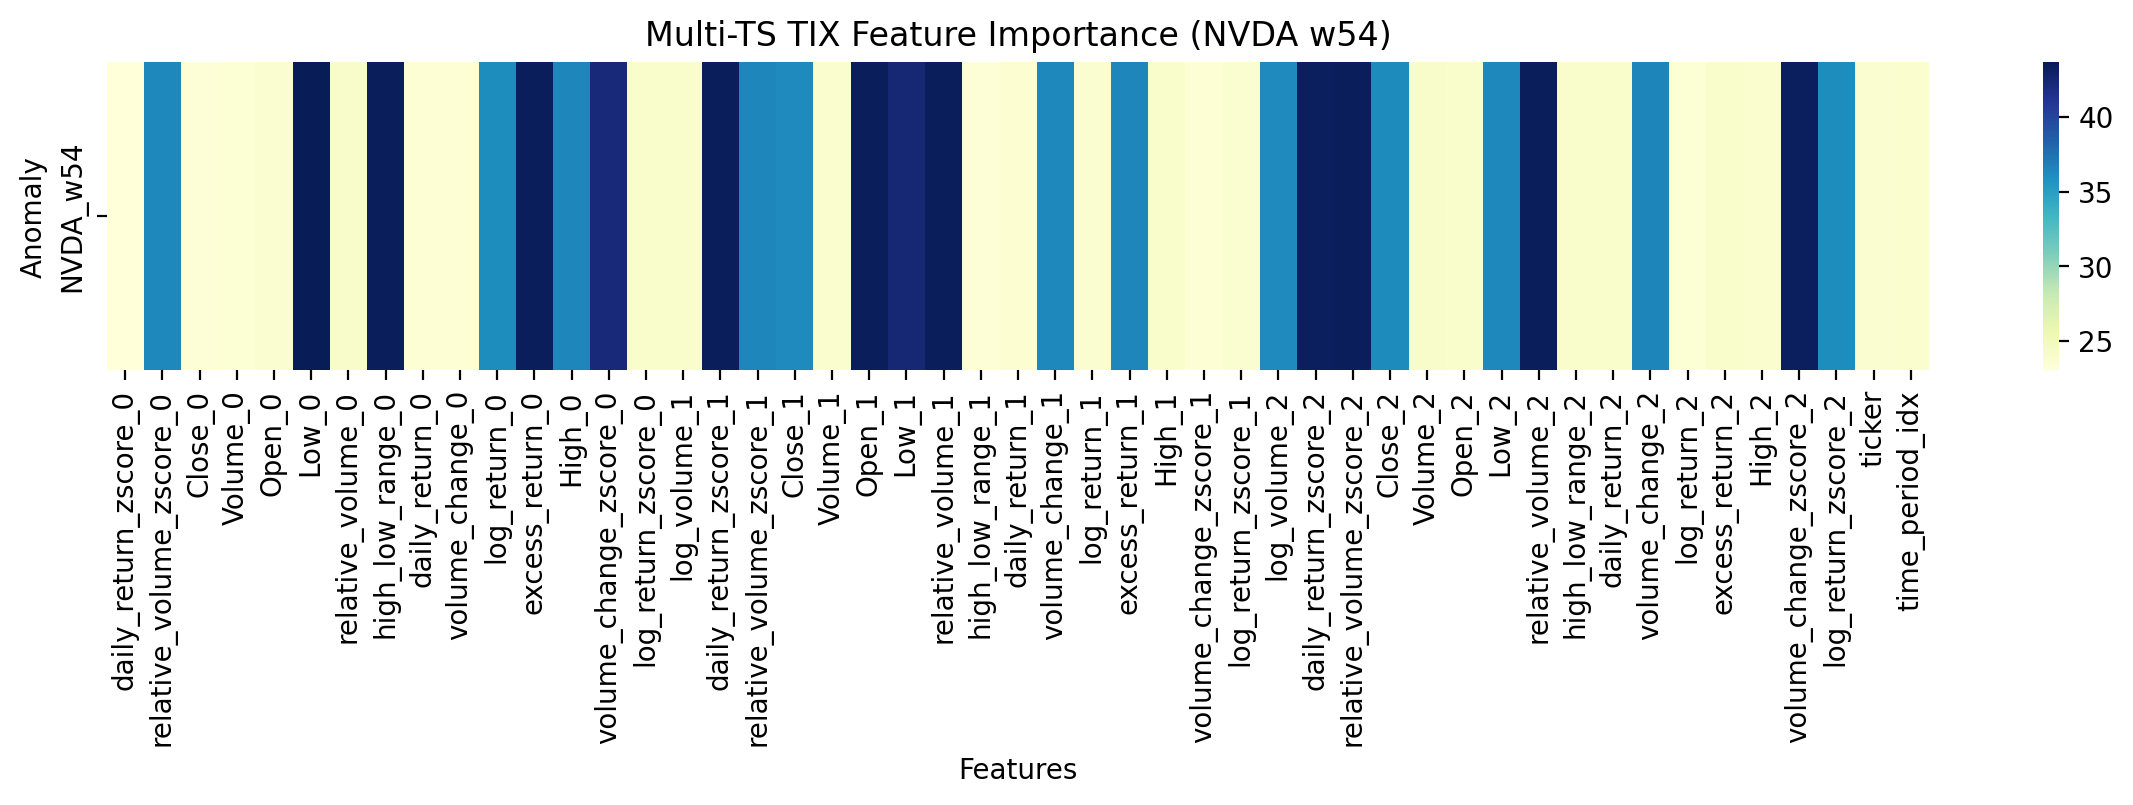 Multi-TS TIX Feature Importance (NVDA w54)
Anomaly
NVDA_w54
40
35
30
25
daily_return_zscore_0
relative_volume_zscore_0
Close_0
Volume_0
Open_0
Low_0
relative_volume_0
high_low_range_0
daily_return_0
volume_change_0
log_return_0
excess_return_0
High_0
volume_change_zscore_0
log_return_zscore_0
log_volume_1
daily_return_zscore_1
relative_volume_zscore_1
Close_1
Volume_1
Open_1
Low_1
relative_volume_1
high_low_range_1
daily_return_1
volume_change_1
log_return_1
excess_return_1
High_1
volume_change_zscore_1
log_return_zscore_1
log_volume_2
daily_return_zscore_2
relative_volume_zscore_2
Close_2
Volume_2
Open_2
Low_2
relative_volume_2
high_low_range_2
daily_return_2
volume_change_2
log_return_2
excess_return_2
High_2
volume_change_zscore_2
log_return_zscore_2
ticker
time_period_idx
Features